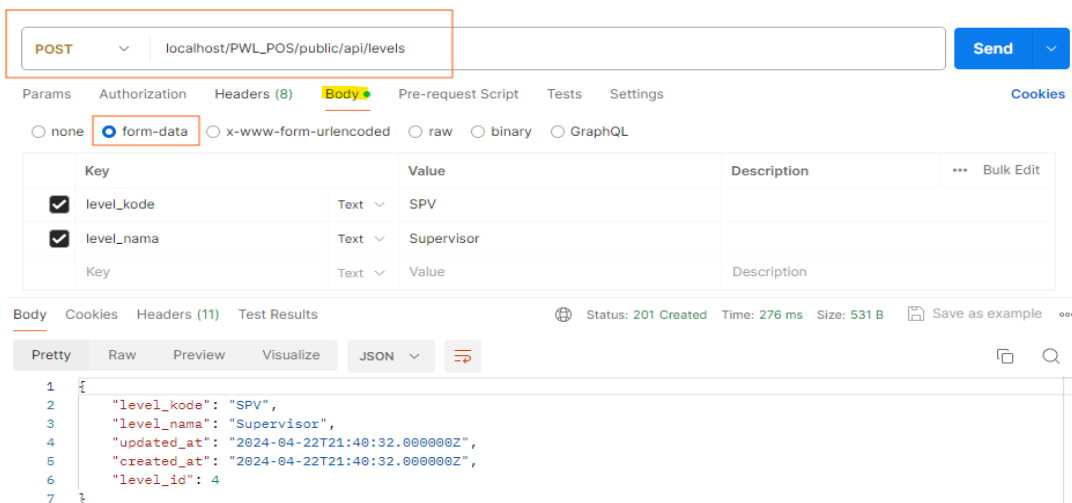 POST localhost/PWL_POS/public/api/levels Send
Params Authorization Headers (8) Body Pre-request Script Tests Settings Cookies
none form-data x-www-form-urlencoded raw binary GraphQL
Key Value Description Bulk Edit
level_kode Text SPV
level_nama Text Supervisor
Key Text Value Description
Body Cookies Headers (11) Test Results Status: 201 Created Time: 276 ms Size: 531 B Save as example
Pretty Raw Preview Visualize JSON
1 {
2 "level_kode": "SPV",
3 "level_nama": "Supervisor",
4 "updated_at": "2024-04-22T21:40:32.000000Z",
5 "created_at": "2024-04-22T21:40:32.000000Z",
6 "level_id": 4
7 }